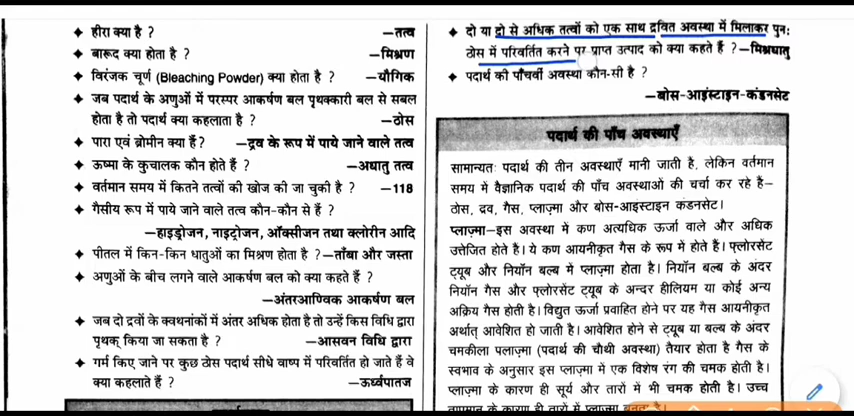 ❖ हीरा क्या है ? –तत्व
❖ बारूद क्या होता है ? –मिश्रण
❖ विरंजक चूर्ण (Bleaching Powder) क्या होता है ? –यौगिक
❖ जब पदार्थ के अणुओं में परस्पर आकर्षण बल पृथक्कारी बल से सबल
होता है तो पदार्थ क्या कहलाता है ? –ठोस
❖ पारा एवं ब्रोमीन क्या हैं? –द्रव के रूप में पाये जाने वाले तत्व
❖ ऊष्मा के कुचालक कौन होते हैं ? –अधातु तत्व
❖ वर्तमान समय में कितने तत्वों की खोज की जा चुकी है ? –118
❖ गैसीय रूप में पाये जाने वाले तत्व कौन-कौन से हैं ?
–हाइड्रोजन, नाइट्रोजन, ऑक्सीजन तथा क्लोरीन आदि
❖ पीतल में किन-किन धातुओं का मिश्रण होता है ?–ताँबा और जस्ता
❖ अणुओं के बीच लगने वाले आकर्षण बल को क्या कहते हैं ?
–अंतरआण्विक आकर्षण बल
❖ जब दो द्रवों के क्वथनांकों में अंतर अधिक होता है तो उन्हें किस विधि द्वारा
पृथक् किया जा सकता है ? –आसवन विधि द्वारा
❖ गर्म किए जाने पर कुछ ठोस पदार्थ सीधे वाष्प में परिवर्तित हो जाते हैं वे
क्या कहलाते हैं ? –ऊर्ध्वपातज
❖ दो या दो से अधिक तत्वों को एक साथ द्रवित अवस्था में मिलाकर पुनः
ठोस में परिवर्तित करने पर प्राप्त उत्पाद को क्या कहते हैं ?–मिश्रधातु
❖ पदार्थ की पाँचवीं अवस्था कौन-सी है ?
–बोस-आइंस्टाइन-कंडनसेट
पदार्थ की पाँच अवस्थाएँ
सामान्यतः पदार्थ की तीन अवस्थाएँ मानी जाती है, लेकिन वर्तमान
समय में वैज्ञानिक पदार्थ की पाँच अवस्थाओं की चर्चा कर रहे हैं–
ठोस, द्रव, गैस, प्लाज़्मा और बोस-आइंस्टाइन कंडनसेट।
प्लाज़्मा–इस अवस्था में कण अत्यधिक ऊर्जा वाले और अधिक
उत्तेजित होते है। ये कण आयनीकृत गैस के रूप में होते हैं। फ्लोरसेंट
ट्यूब और नियॉन बल्ब में प्लाज़्मा होता है। नियॉन बल्ब के अंदर
नियॉन गैस और फ्लोरसेंट ट्यूब के अन्दर हीलियम या कोई अन्य
अक्रिय गैस होती है। विद्युत ऊर्जा प्रवाहित होने पर यह गैस आयनीकृत
अर्थात् आवेशित हो जाती है। आवेशित होने से ट्यूब या बल्ब के अंदर
चमकीला पलाज़्मा (पदार्थ की चौथी अवस्था) तैयार होता है गैस के
स्वभाव के अनुसार इस प्लाज़्मा में एक विशेष रंग की चमक होती है।
प्लाज़्मा के कारण ही सूर्य और तारों में भी चमक होती है। उच्च
तापमान के कारण ही तारों में प्लाज़्मा बनता है।